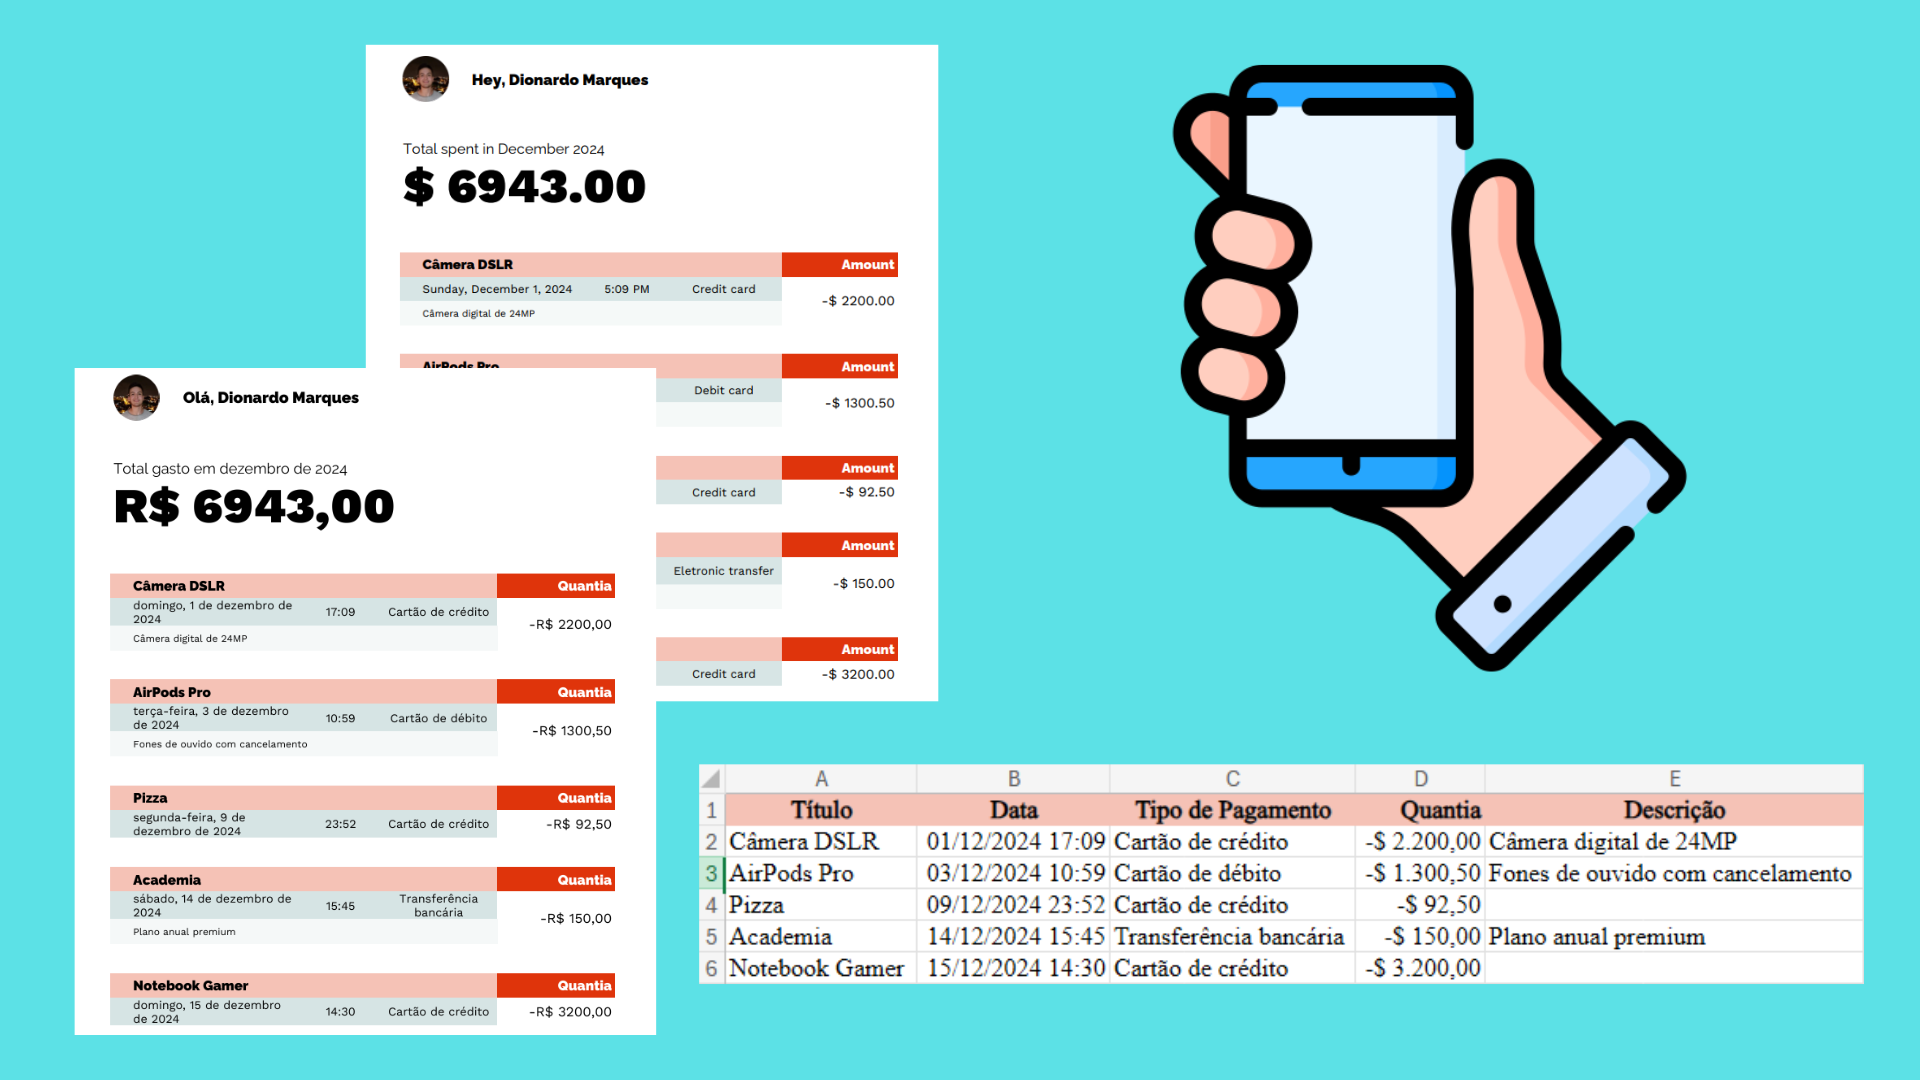 Hey, Dionardo Marques
Total spent in December 2024
$ 6943.00
Câmera DSLR Amount
Sunday, December 1, 2024 5:09 PM Credit card
-$ 2200.00
Câmera digital de 24MP
AirPods Pro Amount
Debit card
-$ 1300.50
Amount
Credit card -$ 92.50
Amount
Eletronic transfer
-$ 150.00
Amount
Credit card -$ 3200.00
Olá, Dionardo Marques
Total gasto em dezembro de 2024
R$ 6943,00
Câmera DSLR Quantia
domingo, 1 de dezembro de
2024
17:09 Cartão de crédito
-R$ 2200,00
Câmera digital de 24MP
AirPods Pro Quantia
terça-feira, 3 de dezembro
de 2024
10:59 Cartão de débito
-R$ 1300,50
Fones de ouvido com cancelamento
Pizza Quantia
segunda-feira, 9 de
dezembro de 2024
23:52 Cartão de crédito -R$ 92,50
Academia Quantia
sábado, 14 de dezembro de
2024
15:45
Transferência
bancária
-R$ 150,00
Plano anual premium
Notebook Gamer Quantia
domingo, 15 de dezembro
de 2024
14:30 Cartão de crédito -R$ 3200,00
A B C D E
1 Título Data Tipo de Pagamento Quantia Descrição
2 Câmera DSLR 01/12/2024 17:09 Cartão de crédito -$ 2.200,00 Câmera digital de 24MP
3 AirPods Pro 03/12/2024 10:59 Cartão de débito -$ 1.300,50 Fones de ouvido com cancelamento
4 Pizza 09/12/2024 23:52 Cartão de crédito -$ 92,50
5 Academia 14/12/2024 15:45 Transferência bancária -$ 150,00 Plano anual premium
6 Notebook Gamer 15/12/2024 14:30 Cartão de crédito -$ 3.200,00